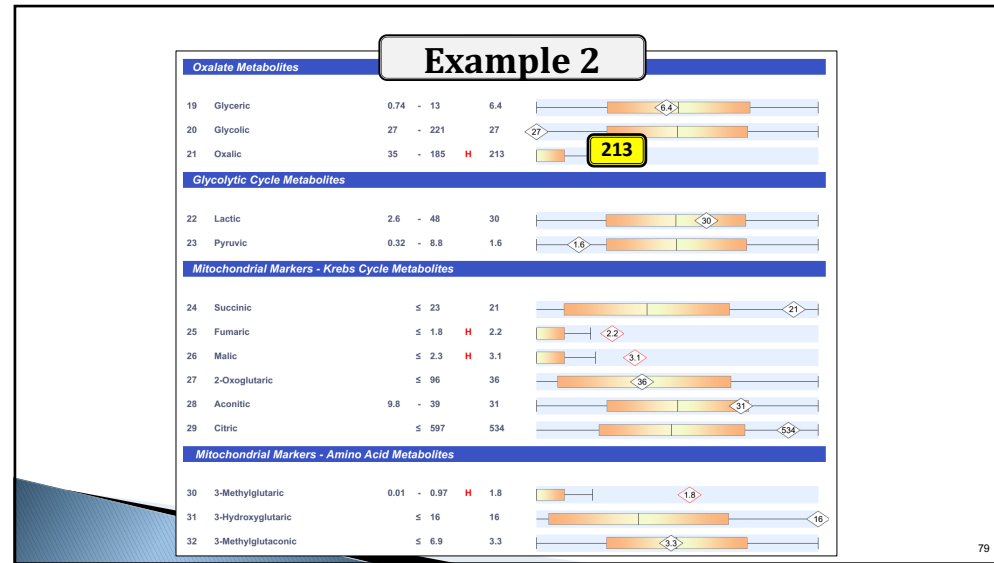 Example 2
Oxalate Metabolites
19 Glyceric 0.74 - 13 6.4 6.4
20 Glycolic 27 - 221 27 27
21 Oxalic 35 - 185 H 213 213
Glycolytic Cycle Metabolites
22 Lactic 2.6 - 48 30 30
23 Pyruvic 0.32 - 8.8 1.6 1.6
Mitochondrial Markers - Krebs Cycle Metabolites
24 Succinic ≤ 23 21 21
25 Fumaric ≤ 1.8 H 2.2 2.2
26 Malic ≤ 2.3 H 3.1 3.1
27 2-Oxoglutaric ≤ 96 36 36
28 Aconitic 9.8 - 39 31 31
29 Citric ≤ 597 534 534
Mitochondrial Markers - Amino Acid Metabolites
30 3-Methylglutaric 0.01 - 0.97 H 1.8 1.8
31 3-Hydroxyglutaric ≤ 16 16 16
32 3-Methylglutaconic ≤ 6.9 3.3 3.3
79